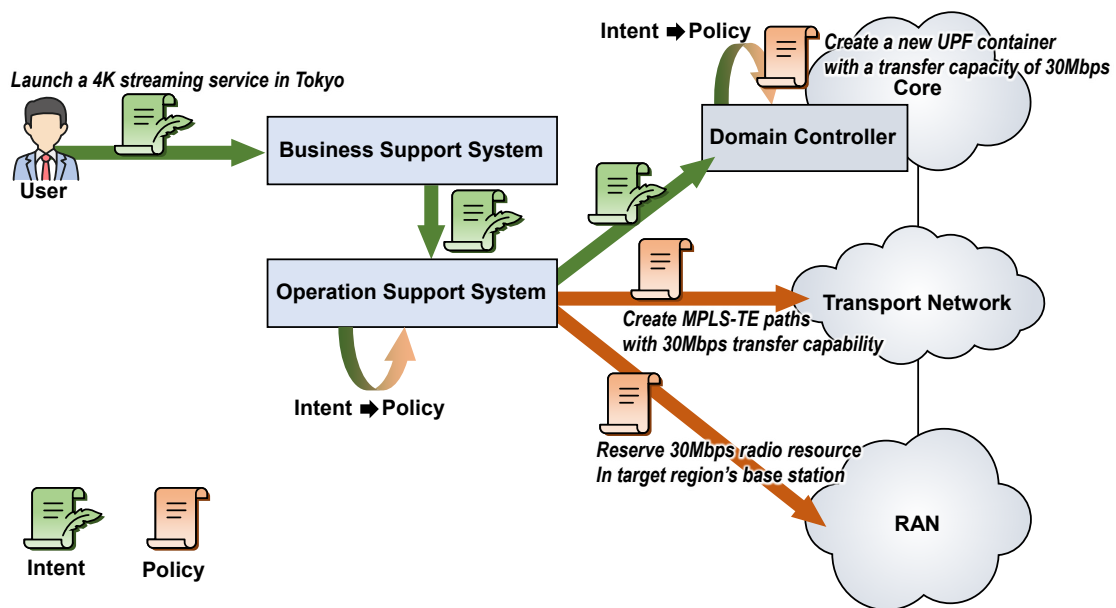 Launch a 4K streaming service in Tokyo
User
Business Support System
Intent ➡ Policy
Create a new UPF container
with a transfer capacity of 30Mbps
Core
Domain Controller
Operation Support System
Intent ➡ Policy
Create MPLS-TE paths
with 30Mbps transfer capability
Transport Network
Reserve 30Mbps radio resource
In target region's base station
RAN
Intent
Policy